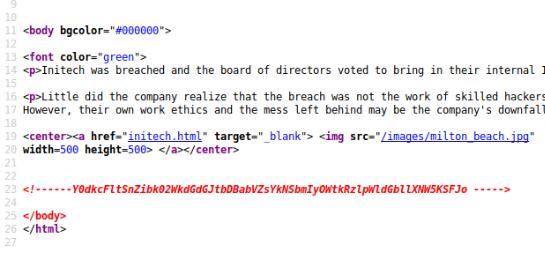 9
10
11 <body bgcolor="#000000">
12
13 <font color="green">
14 <p>Initech was breached and the board of directors voted to bring in their internal
15
16 <p>Little did the company realize that the breach was not the work of skilled hackers
17 However, their own work ethics and the mess left behind may be the company's downfall
18
19 <center><a href="initech.html" target="_blank"> <img src="/images/milton_beach.jpg"
20 width=500 height=500> </a></center>
21
22
23 <!------Y0dkcFltSnZibk02WkdGdGJtbDBabVZsYkNSbmIyOWtkRzlpWldGbllXNW5KSFJo ----->
24
25 </body>
26 </html>
27